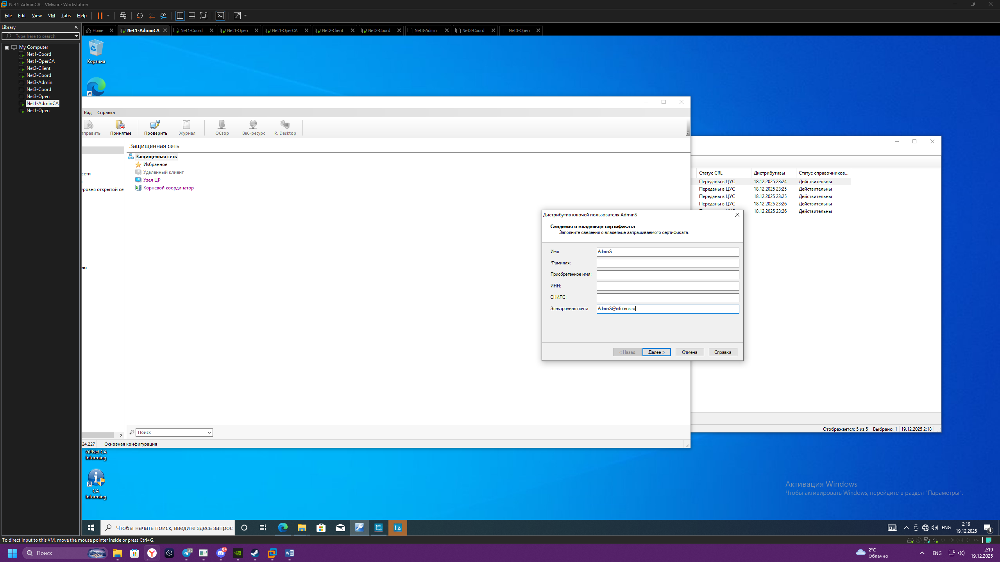 Net1-AdminCA - VMware Workstation
File Edit View VM Tabs Help
Library
Type here to search
My Computer
Net1-Coord
Net1-OperCA
Net2-Client
Net2-Coord
Net3-Admin
Net3-Coord
Net3-Open
Net1-AdminCA
Net1-Open
Home Net1-AdminCA Net1-Coord Net1-Open Net1-OperCA Net2-Client Net2-Coord Net3-Admin Net3-Coord Net3-Open
Корзина
Вид Справка
тправить Принятые Проверить Журнал Обзор Веб-ресурс R. Desktop
Защищенная сеть
Защищенная сеть
Избранное
Удаленный клиент
Узел ЦР
Корневой координатор
сети
уровня открытой сет
ия
Поиск
24.227 Основная конфигурация
Статус CRL Дистрибутивы Статус справочников...
Переданы в ЦУС 18.12.2025 23:24 Действительны
Переданы в ЦУС 18.12.2025 23:25 Действительны
Переданы в ЦУС 18.12.2025 23:25 Действительны
Переданы в ЦУС 18.12.2025 23:26 Действительны
18.12.2025 23:26 Действительны
Отображается: 5 из 5 Выбрано: 1 19.12.2025 2:18
Дистрибутив ключей пользователя AdminS
Сведения о владельце сертификата
Заполните сведения о владельце запрашиваемого сертификата.
Имя: AdminS
Фамилия:
Приобретенное имя:
ИНН:
СНИЛС:
Электронная почта: AdminS@infotecs.ru
< Назад Далее > Отмена Справка
ViPNet CA
Informing
CA
Informing
Активация Windows
Чтобы активировать Windows, перейдите в раздел "Параметры".
Чтобы начать поиск, введите здесь запрос
ENG 2:19
19.12.2025
4
To direct input to this VM, move the mouse pointer inside or press Ctrl+G.
Поиск
62
9+
2°C
Облачно
ENG
2:19
19.12.2025